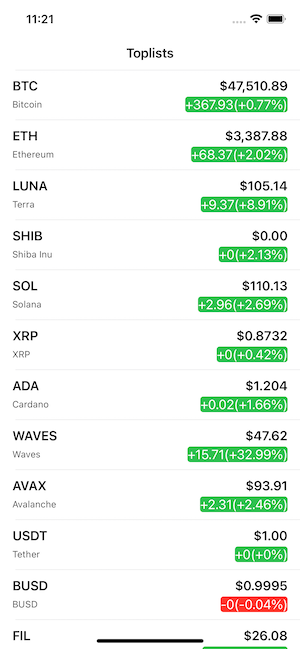 11:21
Toplists
BTC $47,510.89
Bitcoin +367.93(+0.77%)
ETH $3,387.88
Ethereum +68.37(+2.02%)
LUNA $105.14
Terra +9.37(+8.91%)
SHIB $0.00
Shiba Inu +0(+2.13%)
SOL $110.13
Solana +2.96(+2.69%)
XRP $0.8732
XRP +0(+0.42%)
ADA $1.204
Cardano +0.02(+1.66%)
WAVES $47.62
Waves +15.71(+32.99%)
AVAX $93.91
Avalanche +2.31(+2.46%)
USDT $1.00
Tether +0(+0%)
BUSD $0.9995
BUSD -0(-0.04%)
FIL $26.08